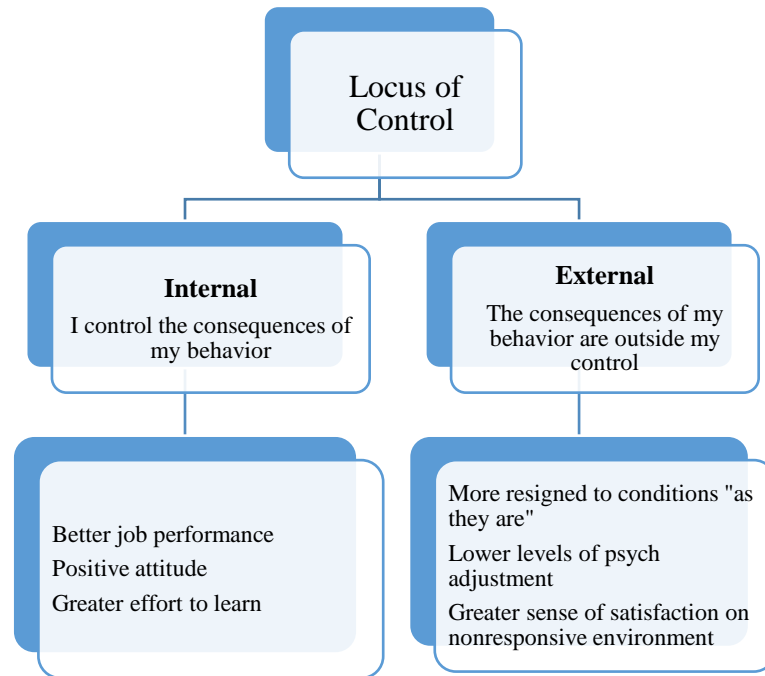 Locus of
Control
Internal
I control the consequences of
my behavior
External
The consequences of my
behavior are outside my
control
Better job performance
Positive attitude
Greater effort to learn
More resigned to conditions "as
they are"
Lower levels of psych
adjustment
Greater sense of satisfaction on
nonresponsive environment